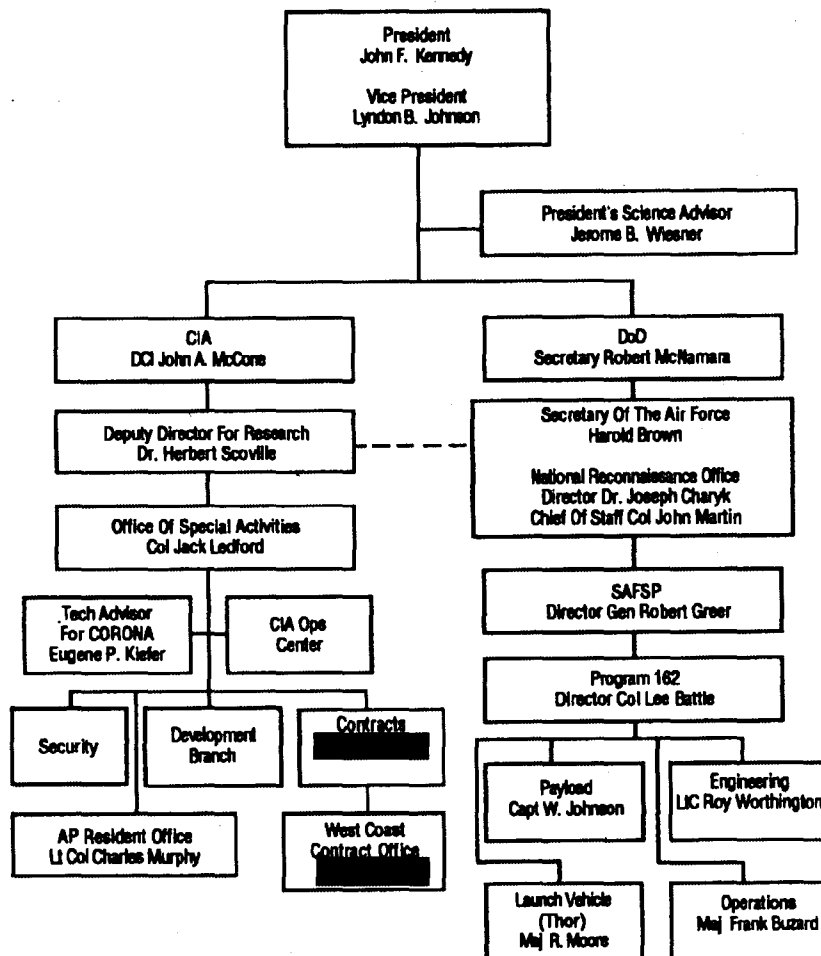 President
John F. Kennedy
Vice President
Lyndon B. Johnson
President's Science Advisor
Jerome B. Wiesner
CIA
DCI John A. McCone
DoD
Secretary Robert McNamara
Deputy Director For Research
Dr. Herbert Scoville
Secretary Of The Air Force
Harold Brown
National Reconnaissance Office
Director Dr. Joseph Charyk
Chief Of Staff Col John Martin
Office Of Special Activities
Col Jack Ledford
SAFSP
Director Gen Robert Greer
Tech Advisor
For CORONA
Eugene P. Kiefer
CIA Ops
Center
Program 162
Director Col Lee Battle
Security
Development
Branch
Contracts
Payload
Capt W. Johnson
Engineering
LtC Roy Worthington
AP Resident Office
Lt Col Charles Murphy
West Coast
Contract Office
Launch Vehicle
(Thor)
Maj R. Moore
Operations
Maj Frank Buzard